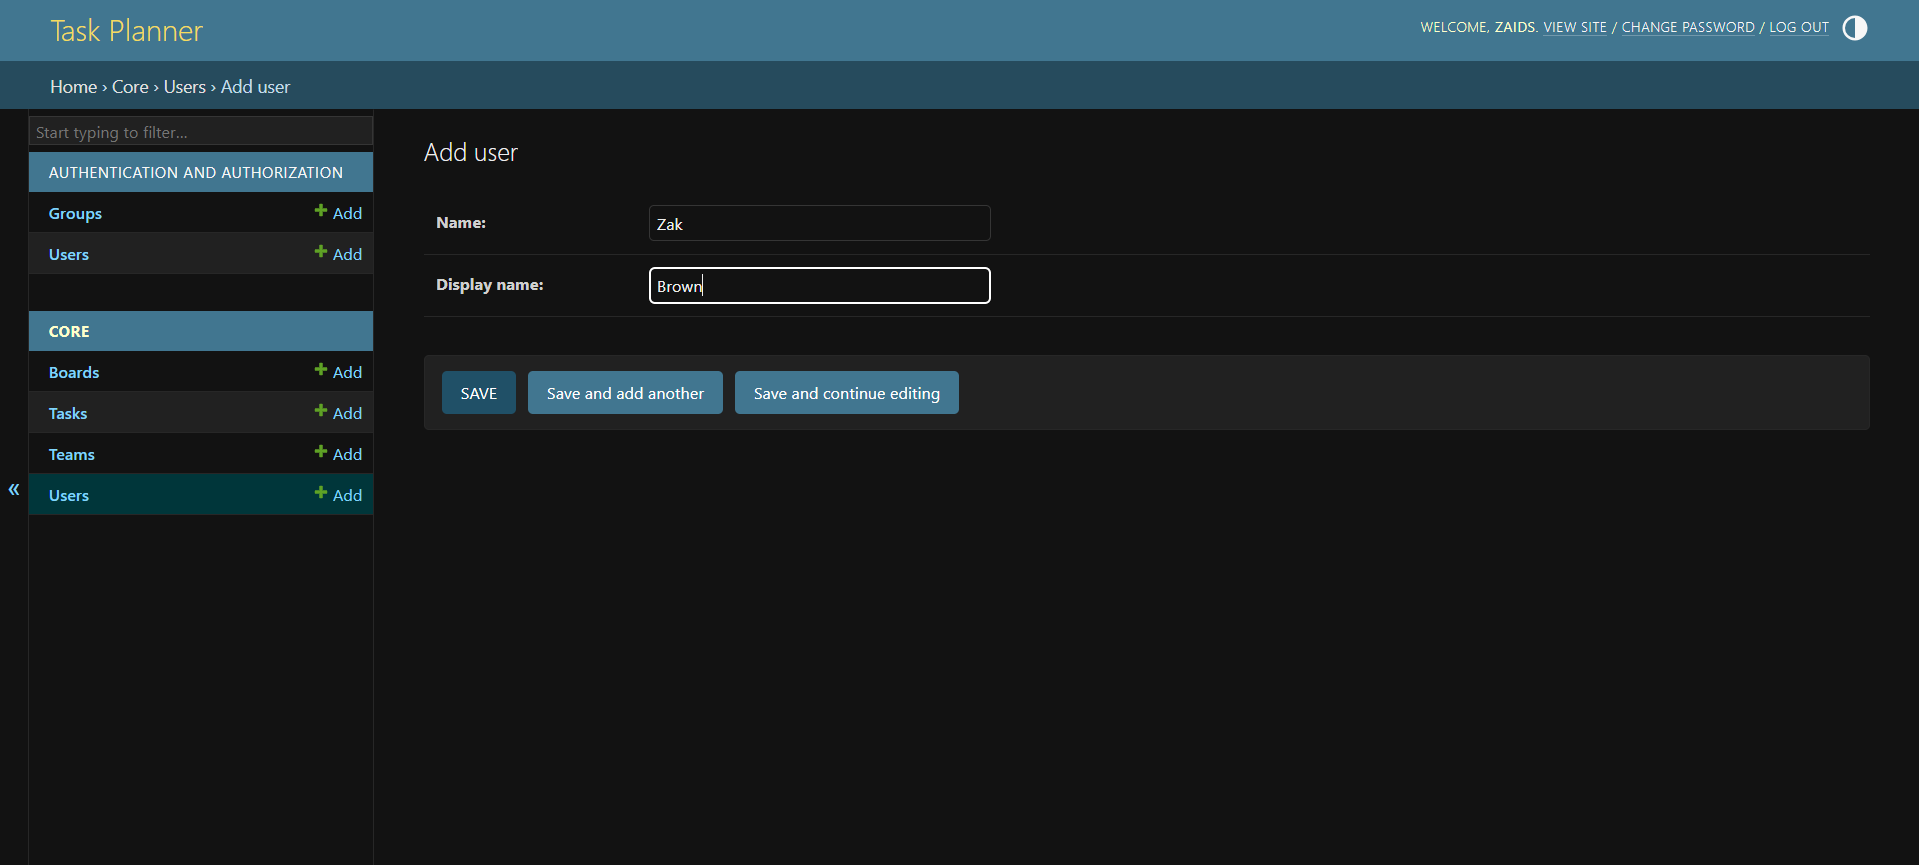 Task Planner
WELCOME, ZAIDS. VIEW SITE / CHANGE PASSWORD / LOG OUT
Home › Core › Users › Add user
Start typing to filter...
AUTHENTICATION AND AUTHORIZATION
Groups + Add
Users + Add
CORE
Boards + Add
Tasks + Add
Teams + Add
Users + Add
«
Add user
Name: Zak
Display name: Brown
SAVE Save and add another Save and continue editing